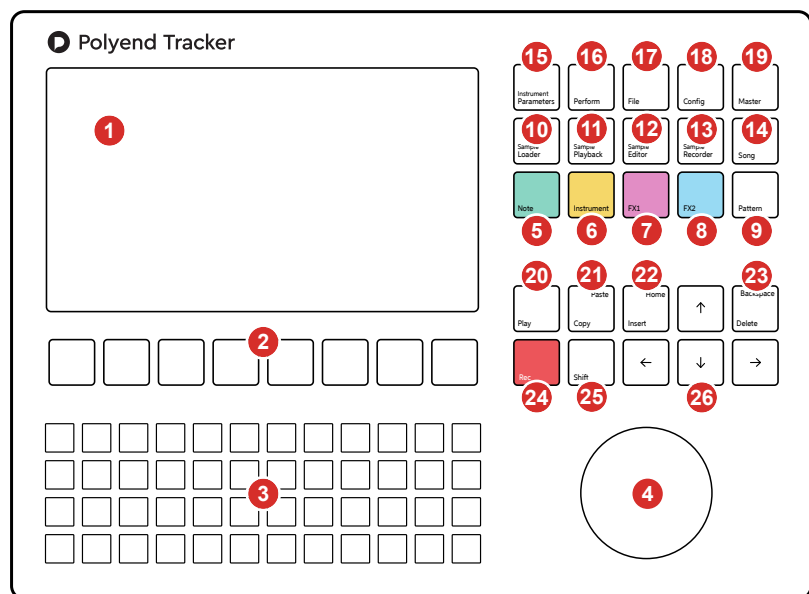 Polyend Tracker
15 16 17 18 19
Instrument
Parameters Perform File Config Master
1
10 11 12 13 14
Sample Sample Sample Sample
Loader Playback Editor Recorder Song
Note Instrument FX1 FX2 Pattern
5 6 7 8 9
20 21 22 23
Paste Home Backspace
↑
Play Copy Insert Delete
2
← ↓ →
Rec Shift
24 25 26
3
4